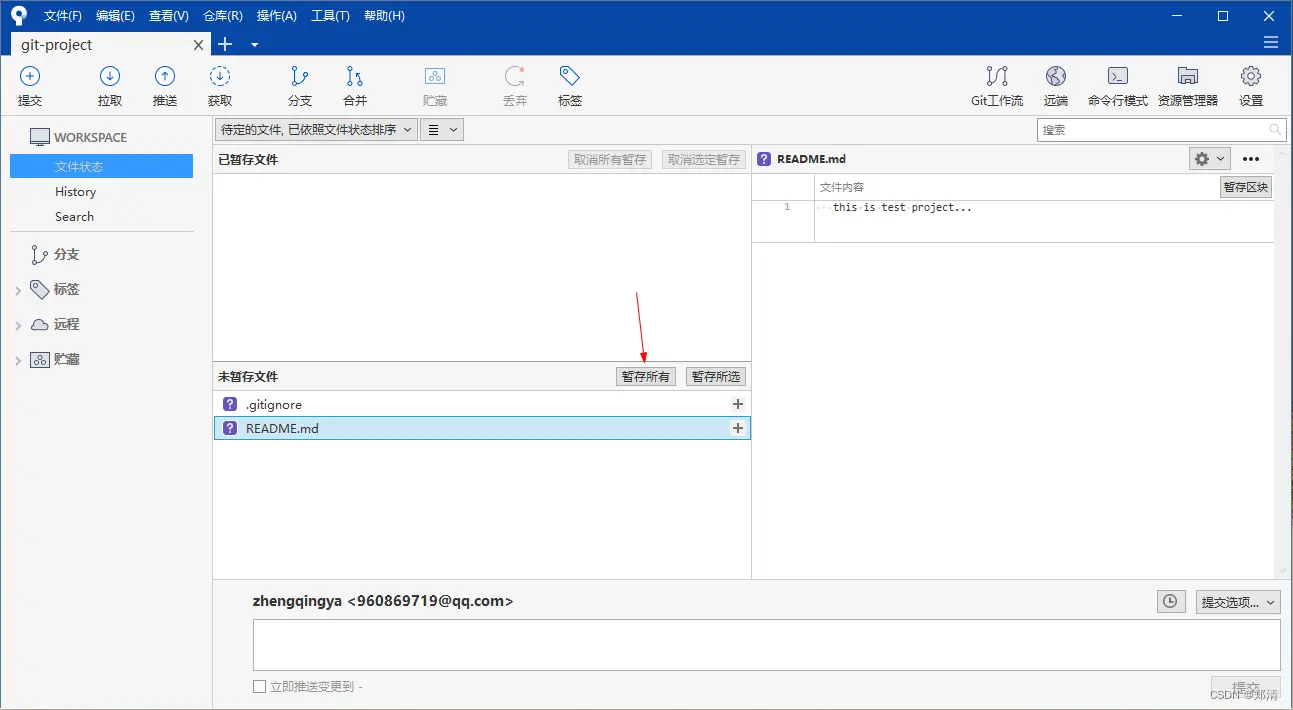 文件(F) 编辑(E) 查看(V) 仓库(R) 操作(A) 工具(T) 帮助(H)
git-project
提交 拉取 推送 获取 分支 合并 贮藏 丢弃 标签 Git工作流 远端 命令行模式 资源管理器 设置
WORKSPACE
文件状态
History
Search
分支
标签
远程
贮藏
待定的文件, 已依照文件状态排序
搜索
已暂存文件 取消所有暂存 取消选定暂存
未暂存文件 暂存所有 暂存所选
.gitignore
README.md
README.md
文件内容 暂存区块
1 this is test project...
zhengqingya <960869719@qq.com>
提交选项...
立即推送变更到 -
提交
CSDN @郑清